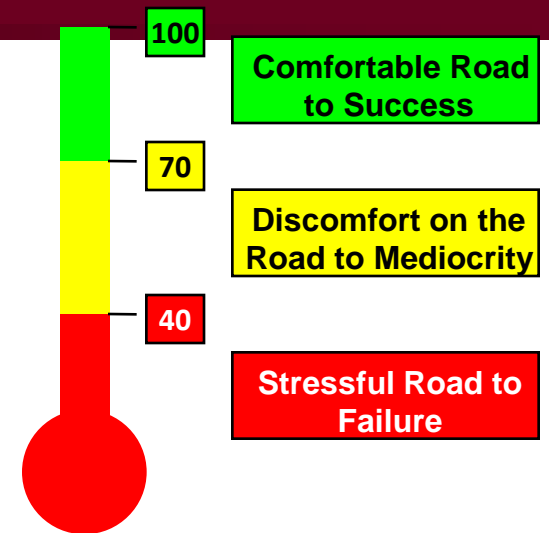 100
Comfortable Road
to Success
70
Discomfort on the
Road to Mediocrity
40
Stressful Road to
Failure